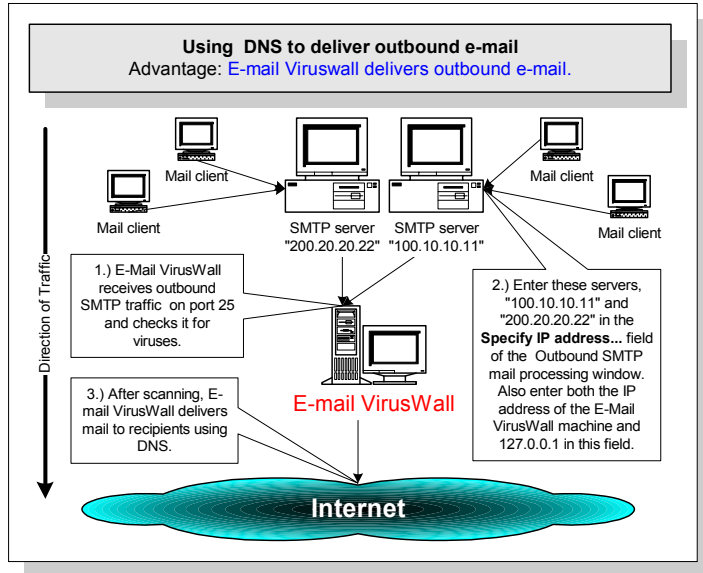 Using DNS to deliver outbound e-mail
Advantage: E-mail Viruswall delivers outbound e-mail.
Direction of Traffic
Mail client
Mail client
SMTP server
"200.20.20.22"
SMTP server
"100.10.10.11"
Mail client
Mail client
1.) E-Mail VirusWall
receives outbound
SMTP traffic on port 25
and checks it for
viruses.
2.) Enter these servers,
"100.10.10.11" and
"200.20.20.22" in the
Specify IP address... field
of the Outbound SMTP
mail processing window.
Also enter both the IP
address of the E-Mail
VirusWall machine and
127.0.0.1 in this field.
E-mail VirusWall
3.) After scanning, E-
mail VirusWall delivers
mail to recipients using
DNS.
Internet